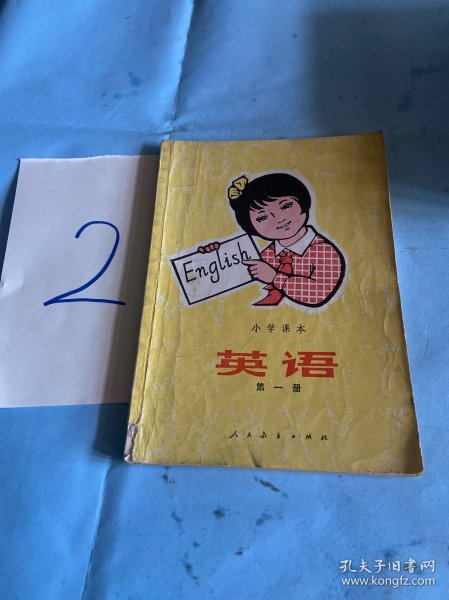 2
English
小学课本
英语
第一册
人民教育出版社
孔夫子旧书网
www.kongfz.com